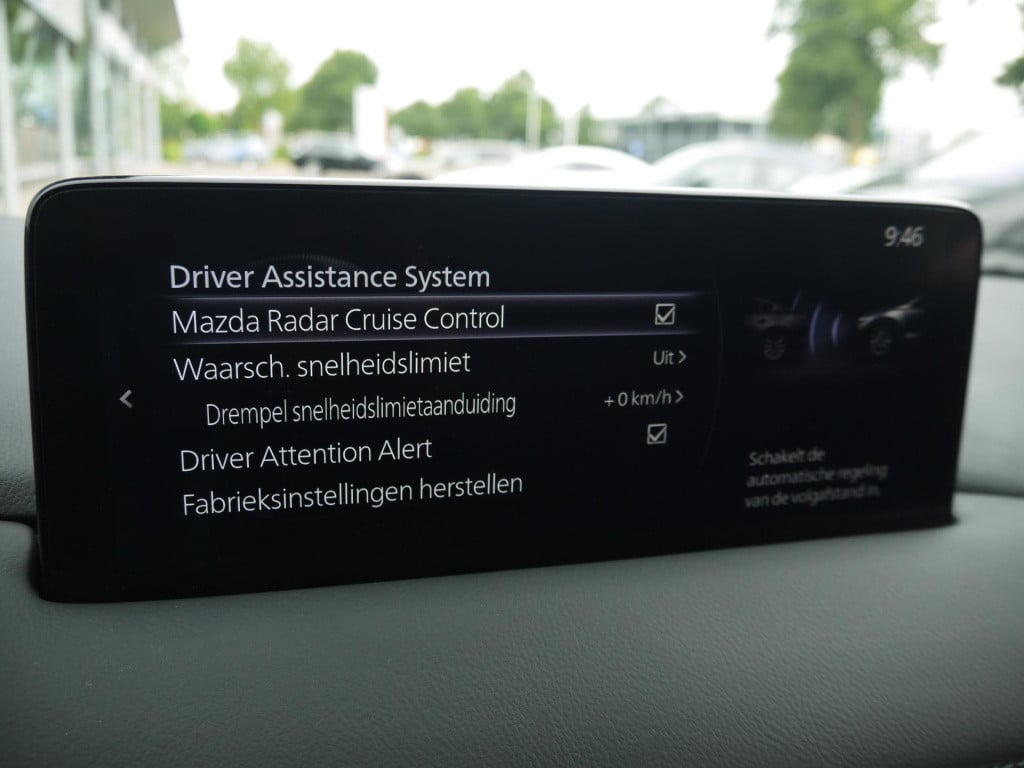 9:46
Driver Assistance System
Mazda Radar Cruise Control
Waarsch. snelheidslimiet Uit
Drempel snelheidslimietaanduiding +0 km/h
Driver Attention Alert
Fabrieksinstellingen herstellen
Schakelt de
automatische regeling
van de volgafstand in.